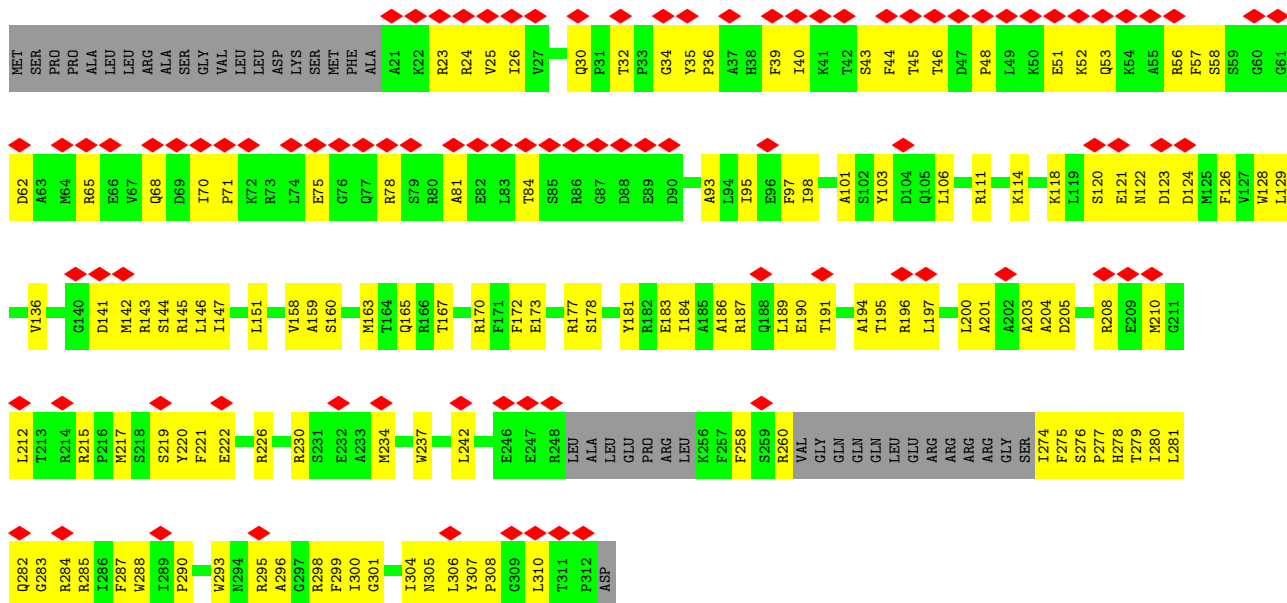 MET SER PRO PRO ALA LEU LEU ARG ALA SER GLY VAL LEU LEU ASP LYS SER MET PHE ALA A21 K22 R23 R24 V25 I26 V27 Q30 P31 T32 P33 G34 Y35 P36 A37 H38 F39 I40 K41 T42 S43 F44 T45 T46 D47 P48 L49 K50 E51 K52 Q53 K54 A55 R56 F57 S58 S59 G60 G61
D62 A63 M64 R65 E66 V67 Q68 D69 I70 P71 K72 R73 L74 E75 G76 Q77 R78 S79 R80 A81 E82 L83 T84 S85 R86 G87 D88 E89 D90 A93 L94 I95 E96 F97 I98 A101 S102 Y103 D104 Q105 L106 R111 K114 K118 L119 S120 E121 N122 D123 D124 M125 F126 V127 W128 L129
V136 G140 D141 M142 R143 S144 R145 L146 I147 L151 V158 A159 S160 M163 T164 Q165 R166 T167 R170 F171 F172 E173 R177 S178 Y181 R182 E183 I184 A185 A186 R187 Q188 L189 E190 T191 A194 T195 R196 L197 L200 A201 A202 A203 A204 D205 R208 E209 M210 G211
L212 T213 R214 R215 P216 M217 S218 S219 Y220 F221 E222 R226 R230 S231 E232 A233 M234 W237 L242 E246 E247 R248 LEU ALA LEU GLU PRO ARG LEU K256 F257 F258 S259 R260 VAL GLY GLN GLN GLN LEU GLU ARG ARG ARG ARG GLY SER I274 F275 S276 P277 H278 T279 I280 L281
Q282 G283 R284 R285 I286 F287 W288 I289 P290 W293 N294 R295 A296 G297 R298 F299 I300 G301 I304 N305 L306 Y307 P308 G309 L310 T311 P312 ASP